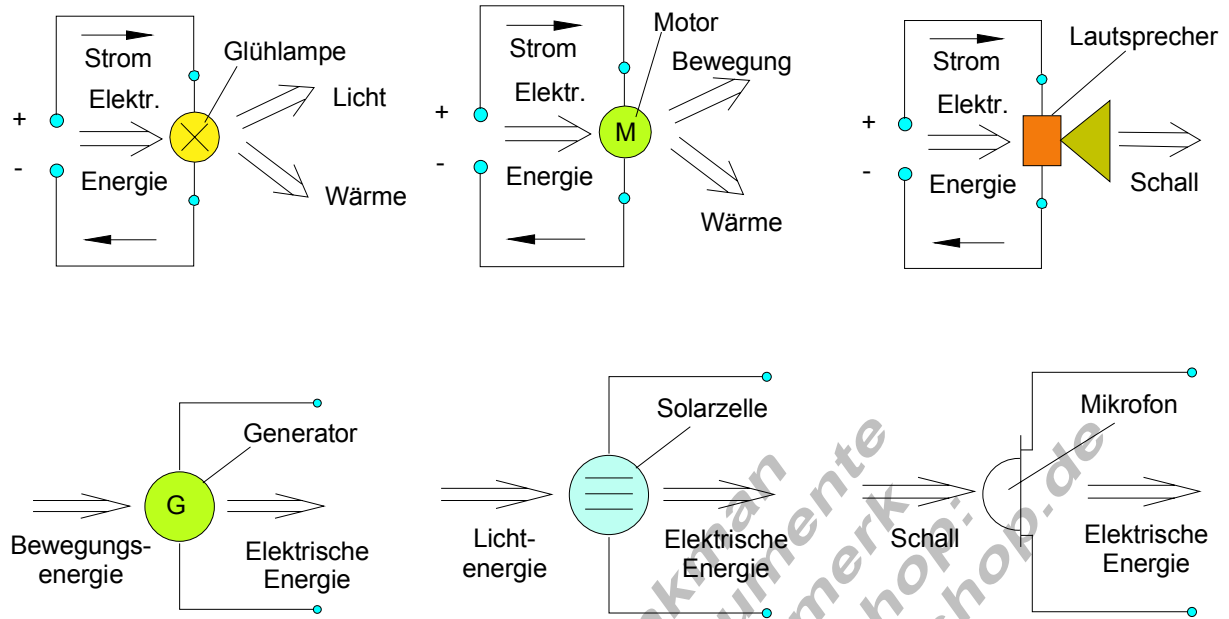 Strom
Glühlampe
Elektr.
Licht
+
-
Energie
Wärme
Motor
Strom
Bewegung
Elektr.
+
M
-
Energie
Wärme
Lautsprecher
Strom
Elektr.
+
-
Energie
Schall
Generator
G
Bewegungs-
energie
Elektrische
Energie
Solarzelle
Licht-
energie
Elektrische
Energie
Mikrofon
Schall
Elektrische
Energie